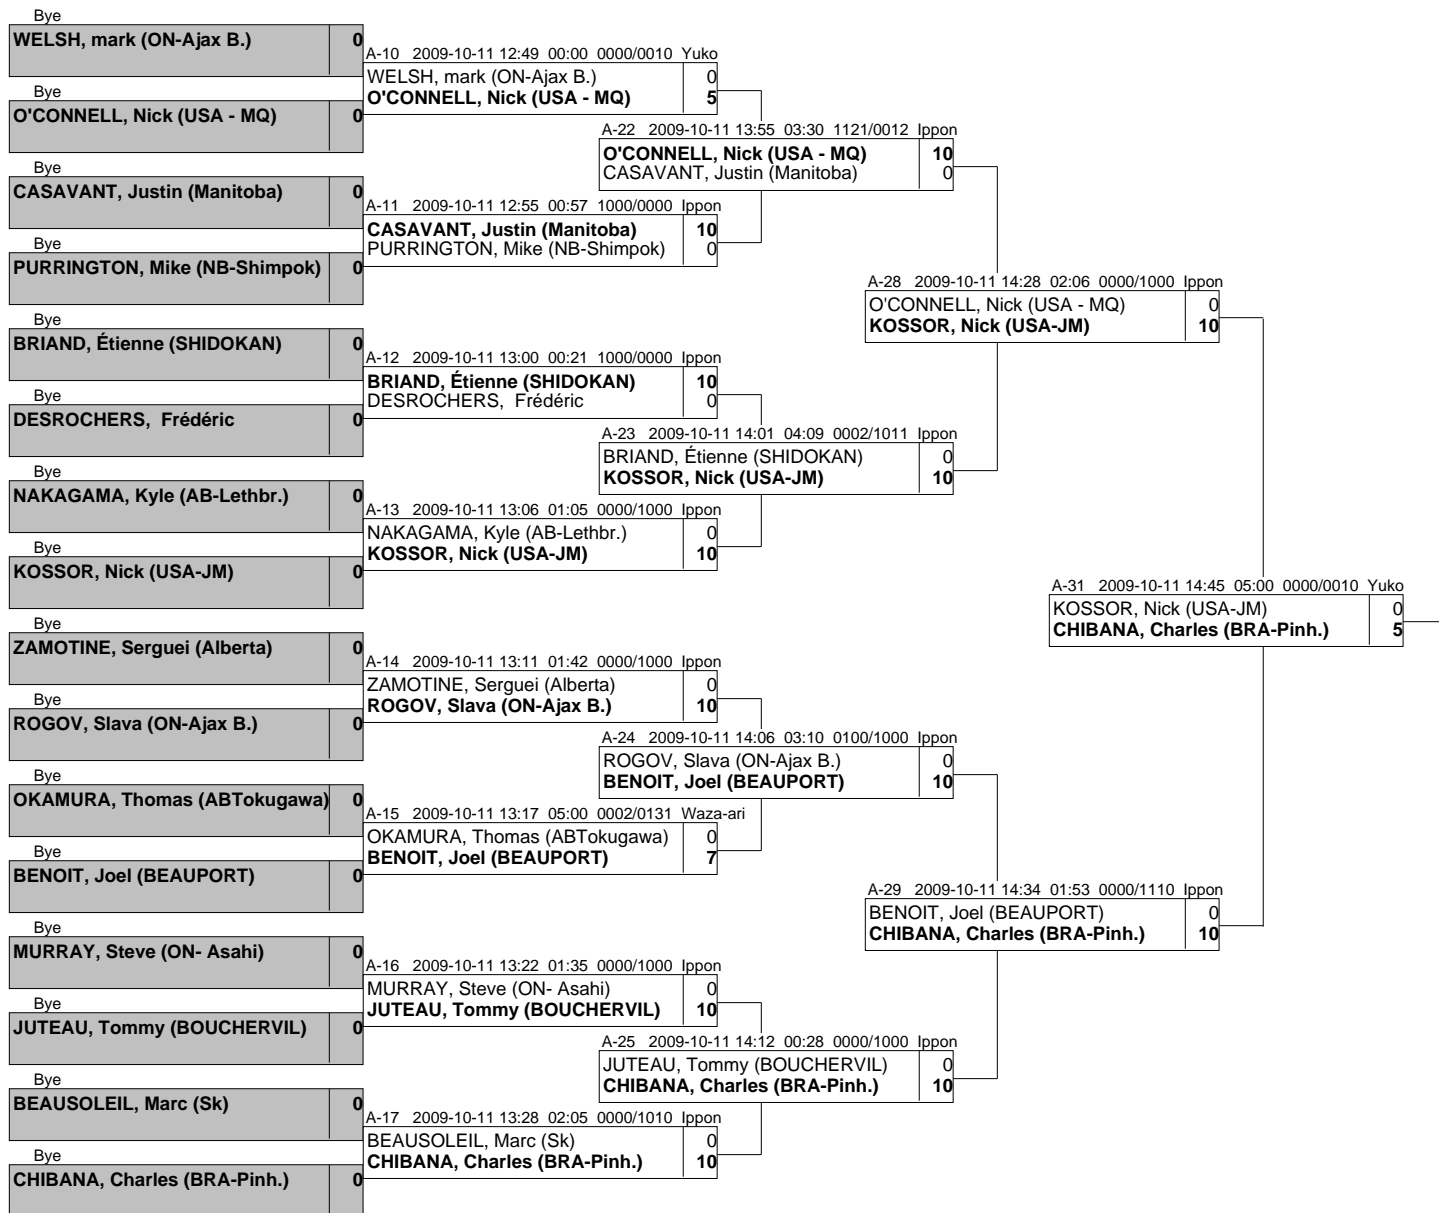 Bye
WELSH, mark (ON-Ajax B.) 0
Bye
O'CONNELL, Nick (USA - MQ) 0
Bye
CASAVANT, Justin (Manitoba) 0
Bye
PURRINGTON, Mike (NB-Shimpok) 0
Bye
BRIAND, Étienne (SHIDOKAN) 0
Bye
DESROCHERS, Frédéric 0
Bye
NAKAGAMA, Kyle (AB-Lethbr.) 0
Bye
KOSSOR, Nick (USA-JM) 0
Bye
ZAMOTINE, Serguei (Alberta) 0
Bye
ROGOV, Slava (ON-Ajax B.) 0
Bye
OKAMURA, Thomas (ABTokugawa) 0
Bye
BENOIT, Joel (BEAUPORT) 0
Bye
MURRAY, Steve (ON- Asahi) 0
Bye
JUTEAU, Tommy (BOUCHERVIL) 0
Bye
BEAUSOLEIL, Marc (Sk) 0
Bye
CHIBANA, Charles (BRA-Pinh.) 0
A-10 2009-10-11 12:49 00:00 0000/0010 Yuko
WELSH, mark (ON-Ajax B.) 0
O'CONNELL, Nick (USA - MQ) 5
A-11 2009-10-11 12:55 00:57 1000/0000 Ippon
CASAVANT, Justin (Manitoba) 10
PURRINGTON, Mike (NB-Shimpok) 0
A-12 2009-10-11 13:00 00:21 1000/0000 Ippon
BRIAND, Étienne (SHIDOKAN) 10
DESROCHERS, Frédéric 0
A-13 2009-10-11 13:06 01:05 0000/1000 Ippon
NAKAGAMA, Kyle (AB-Lethbr.) 0
KOSSOR, Nick (USA-JM) 10
A-14 2009-10-11 13:11 01:42 0000/1000 Ippon
ZAMOTINE, Serguei (Alberta) 0
ROGOV, Slava (ON-Ajax B.) 10
A-15 2009-10-11 13:17 05:00 0002/0131 Waza-ari
OKAMURA, Thomas (ABTokugawa) 0
BENOIT, Joel (BEAUPORT) 7
A-16 2009-10-11 13:22 01:35 0000/1000 Ippon
MURRAY, Steve (ON- Asahi) 0
JUTEAU, Tommy (BOUCHERVIL) 10
A-17 2009-10-11 13:28 02:05 0000/1010 Ippon
BEAUSOLEIL, Marc (Sk) 0
CHIBANA, Charles (BRA-Pinh.) 10
A-22 2009-10-11 13:55 03:30 1121/0012 Ippon
O'CONNELL, Nick (USA - MQ) 10
CASAVANT, Justin (Manitoba) 0
A-23 2009-10-11 14:01 04:09 0002/1011 Ippon
BRIAND, Étienne (SHIDOKAN) 0
KOSSOR, Nick (USA-JM) 10
A-24 2009-10-11 14:06 03:10 0100/1000 Ippon
ROGOV, Slava (ON-Ajax B.) 0
BENOIT, Joel (BEAUPORT) 10
A-25 2009-10-11 14:12 00:28 0000/1000 Ippon
JUTEAU, Tommy (BOUCHERVIL) 0
CHIBANA, Charles (BRA-Pinh.) 10
A-28 2009-10-11 14:28 02:06 0000/1000 Ippon
O'CONNELL, Nick (USA - MQ) 0
KOSSOR, Nick (USA-JM) 10
A-29 2009-10-11 14:34 01:53 0000/1110 Ippon
BENOIT, Joel (BEAUPORT) 0
CHIBANA, Charles (BRA-Pinh.) 10
A-31 2009-10-11 14:45 05:00 0000/0010 Yuko
KOSSOR, Nick (USA-JM) 0
CHIBANA, Charles (BRA-Pinh.) 5